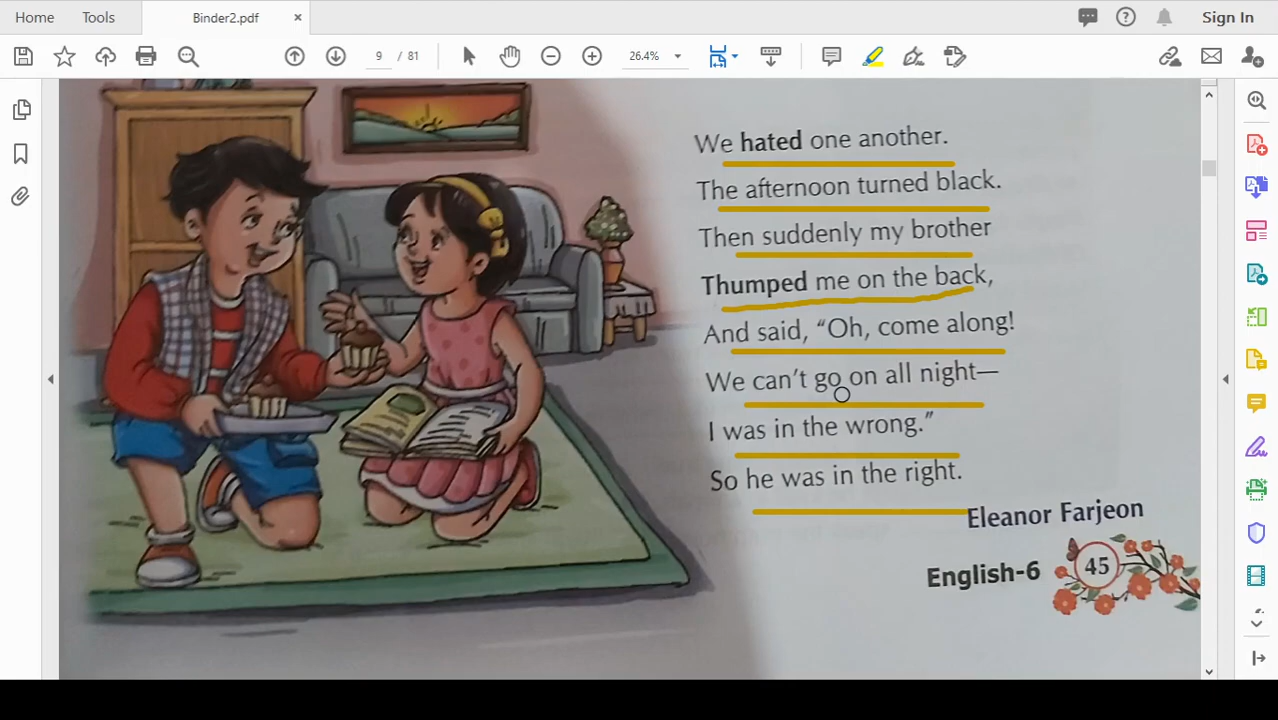 Home Tools Binder2.pdf × Sign In
9 / 81 26.4%
We hated one another.
The afternoon turned black.
Then suddenly my brother
Thumped me on the back,
And said, “Oh, come along!
We can't go on all night—
I was in the wrong.”
So he was in the right.
Eleanor Farjeon
English-6 45